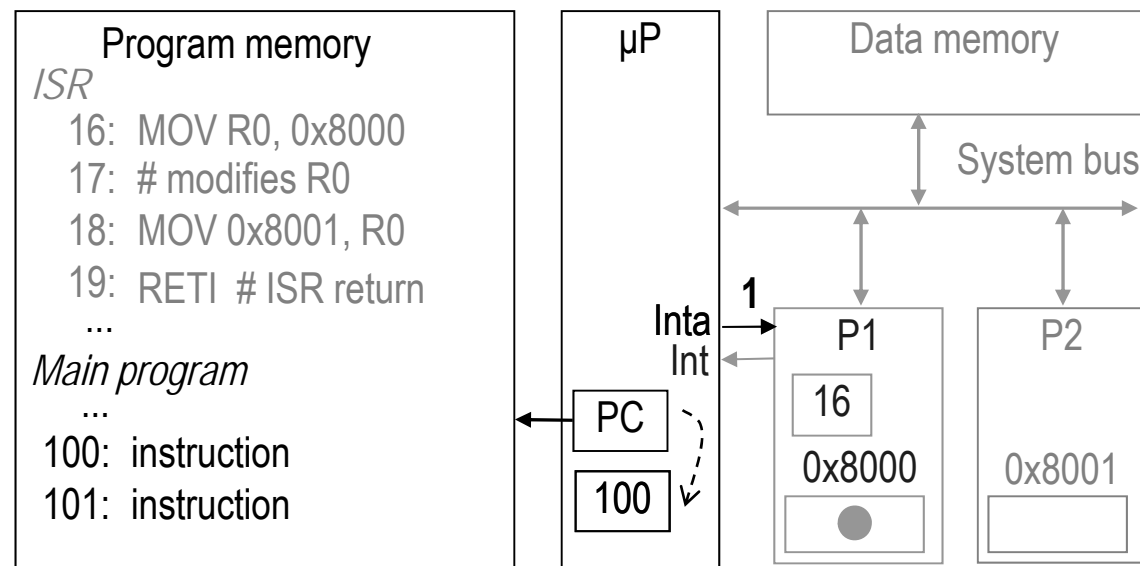 Program memory
ISR
16: MOV R0, 0x8000
17: # modifies R0
18: MOV 0x8001, R0
19: RETI # ISR return
...
Main program
...
100: instruction
101: instruction
µP
Inta
Int
PC
100
1
Data memory
System bus
P1
16
0x8000
P2
0x8001